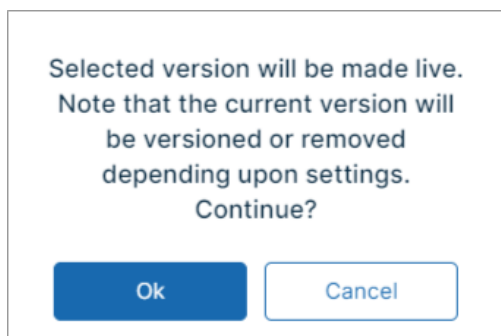 Selected version will be made live.
Note that the current version will
be versioned or removed
depending upon settings.
Continue?
Ok
Cancel